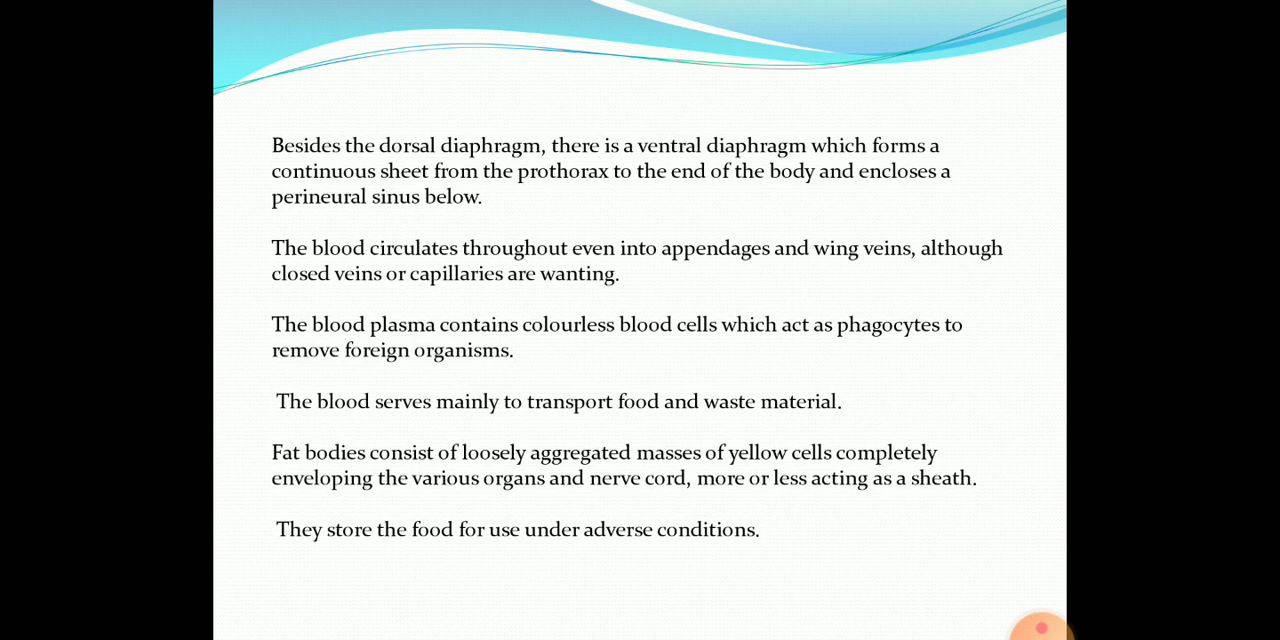 Besides the dorsal diaphragm, there is a ventral diaphragm which forms a
continuous sheet from the prothorax to the end of the body and encloses a
perineural sinus below.
The blood circulates throughout even into appendages and wing veins, although
closed veins or capillaries are wanting.
The blood plasma contains colourless blood cells which act as phagocytes to
remove foreign organisms.
The blood serves mainly to transport food and waste material.
Fat bodies consist of loosely aggregated masses of yellow cells completely
enveloping the various organs and nerve cord, more or less acting as a sheath.
They store the food for use under adverse conditions.